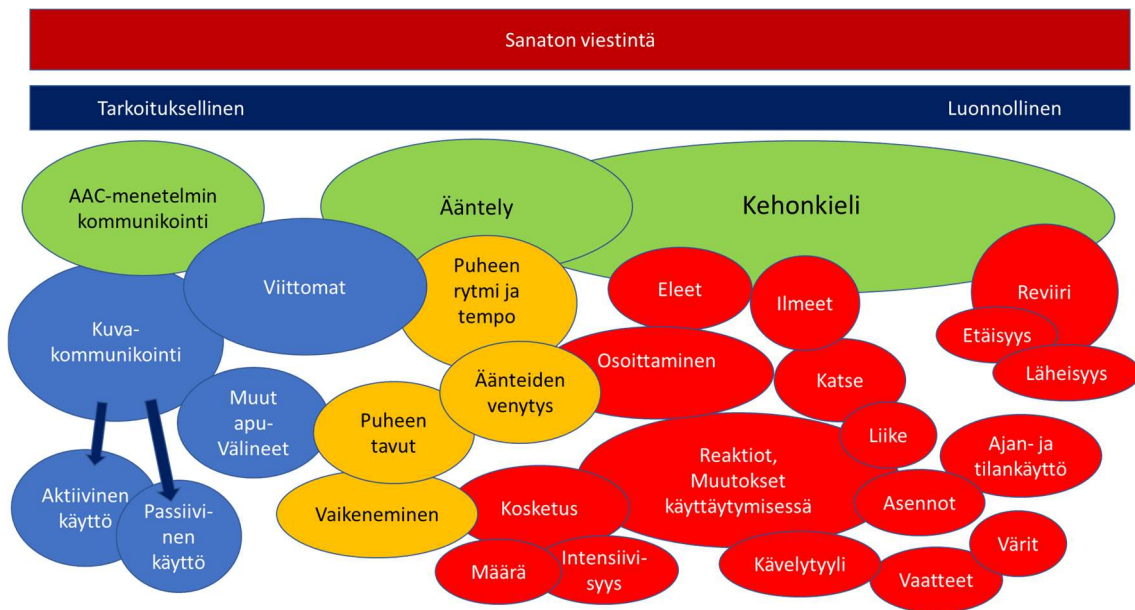 Sanaton viestintä
Tarkoituksellinen
Luonnollinen
AAC-menetelmin
kommunikointi
Ääntely
Kehonkieli
Viittomat
Puheen
rytmi ja
tempo
Eleet
Ilmeet
Reviiri
Kuva-
kommunikointi
Osoittaminen
Etäisyys
Läheisyys
Katse
Äänteiden
venytys
Muut
apu-
Välineet
Puheen
tavut
Liike
Ajan- ja
tilankäyttö
Reaktiot,
Muutokset
käyttäytymisessä
Aktiivinen
käyttö
Passiivi-
nen
käyttö
Vaikeneminen
Kosketus
Asennot
Määrä
Intensiivi-
syys
Kävelytyyli
Vaatteet
Värit